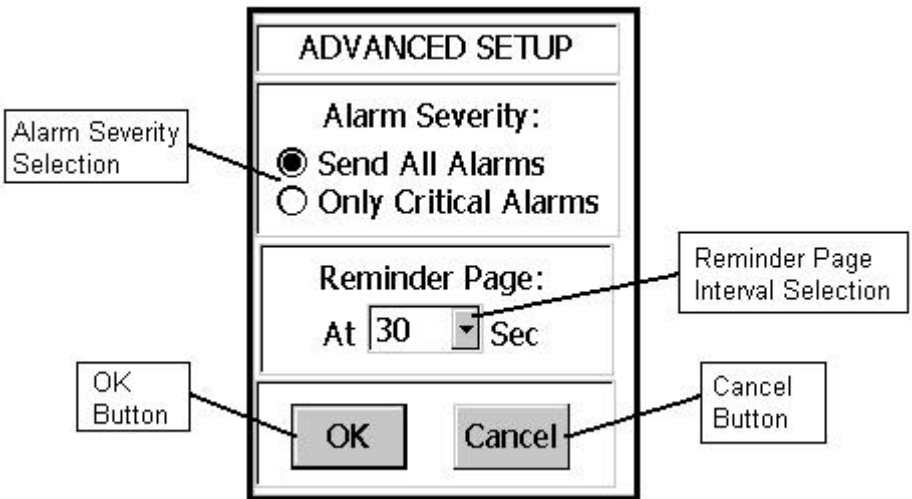 ADVANCED SETUP
Alarm Severity:
Alarm Severity
Selection
Send All Alarms
Only Critical Alarms
Reminder Page:
Reminder Page
Interval Selection
At 30 Sec
OK
Button
OK
Cancel
Cancel
Button